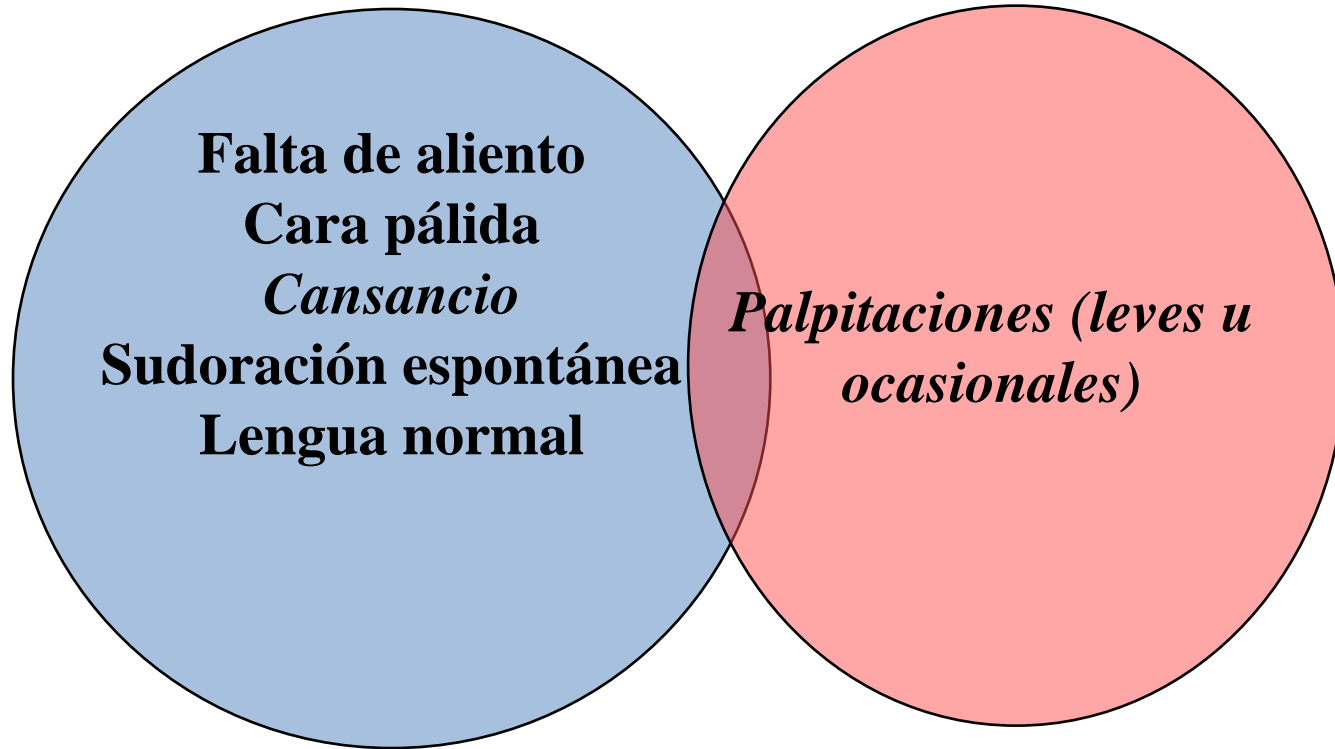 Falta de aliento
Cara pálida
Cansancio
Sudoración espontánea
Lengua normal
Palpitaciones (leves u
ocasionales)